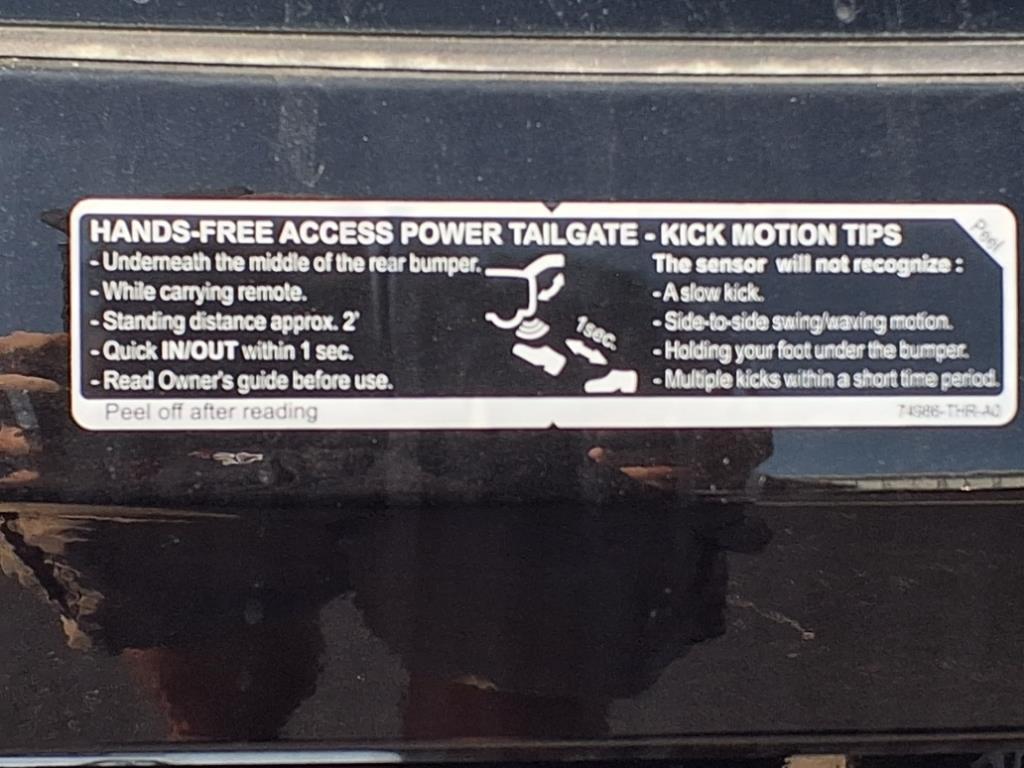 HANDS-FREE ACCESS POWER TAILGATE - KICK MOTION TIPS
- Underneath the middle of the rear bumper.
- While carrying remote.
- Standing distance approx. 2'
- Quick IN/OUT within 1 sec.
- Read Owner's guide before use.
1sec.
The sensor will not recognize :
- A slow kick.
- Side-to-side swing/waving motion.
- Holding your foot under the bumper.
- Multiple kicks within a short time period.
Peel
Peel off after reading
74986-THR-A0